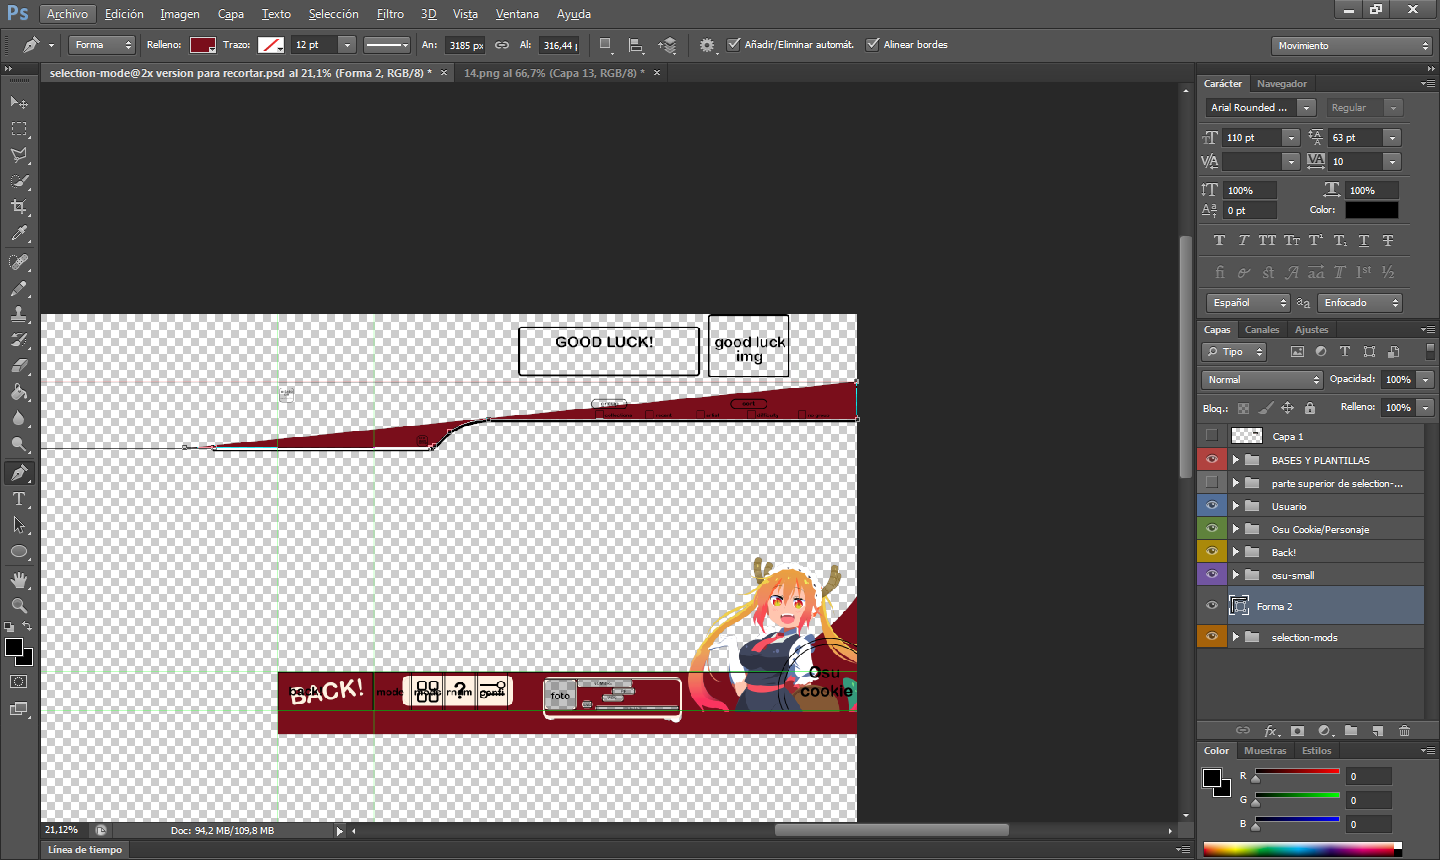 Ps Archivo Edición Imagen Capa Texto Selección Filtro 3D Vista Ventana Ayuda
Forma Relleno: Trazo: 12 pt An: 3185 px Al: 316,44 Añadir/Eliminar automát. Alinear bordes Movimiento
selection-mode@2x version para recortar.psd al 21,1% (Forma 2, RGB/8) * × 14.png al 66,7% (Capa 13, RGB/8) * ×
Carácter Navegador
Arial Rounded ... Regular
110 pt 63 pt
10
100% 100%
0 pt Color:
Español Enfocado
Capas Canales Ajustes
Tipo
Normal Opacidad: 100%
Bloq.: Relleno: 100%
Capa 1
BASES Y PLANTILLAS
parte superior de selection-...
Usuario
Osu Cookie/Personaje
Back!
osu-small
Forma 2
selection-mods
Color Muestras Estilos
R 0
G 0
B 0
GOOD LUCK!
good luck
img
sort
Osu
cookie
back
BACK!
mode
mods
rndm
foto
21,12% Doc: 94,2 MB/109,8 MB
Línea de tiempo